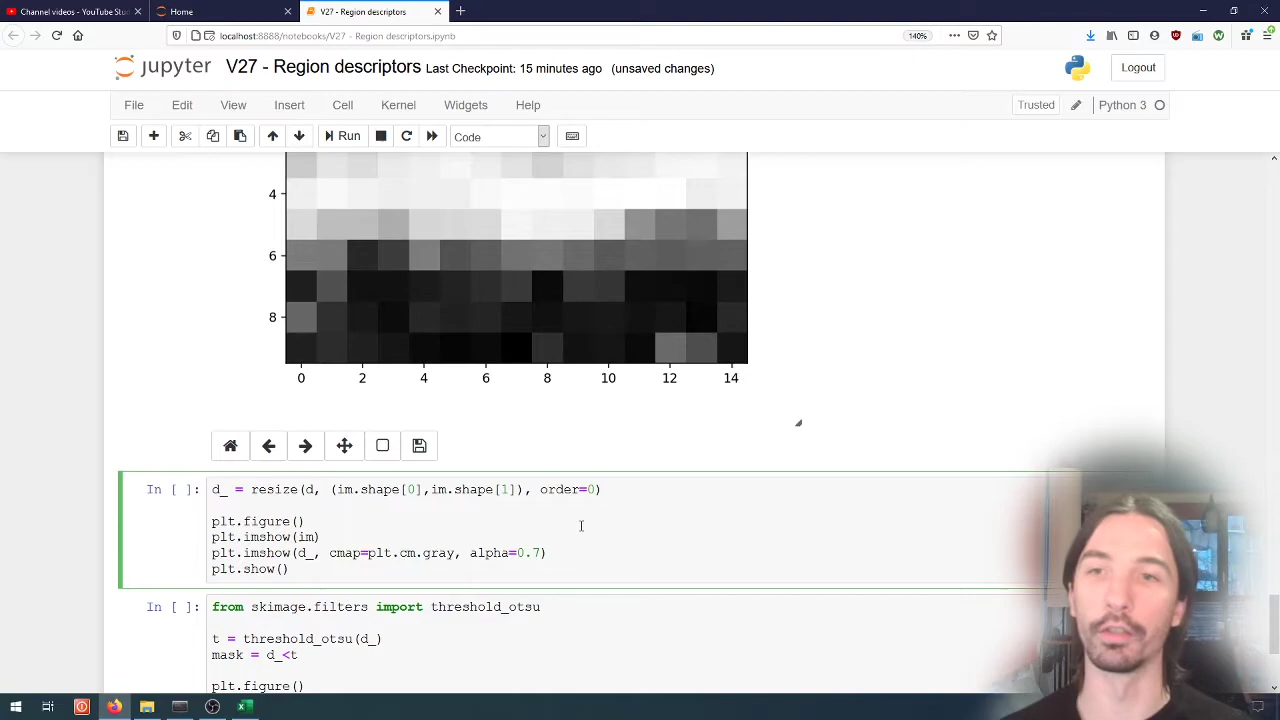 Channel videos - YouTube Stud
Home
V27 - Region descriptors
localhost:8888/notebooks/V27 - Region descriptors.ipynb
140%
jupyter
V27 - Region descriptors
Last Checkpoint: 15 minutes ago
(unsaved changes)
Logout
File
Edit
View
Insert
Cell
Kernel
Widgets
Help
Trusted
Python 3
Run
Code
4
6
8
0
2
4
6
8
10
12
14
In [ ]:
d_ = resize(d, (im.shape[0],im.shape[1]), order=0)
plt.figure()
plt.imshow(im)
plt.imshow(d_, cmap=plt.cm.gray, alpha=0.7)
plt.show()
In [ ]:
from skimage.filters import threshold_otsu
t = threshold_otsu(d_)
mask = d_<t
plt.figure()